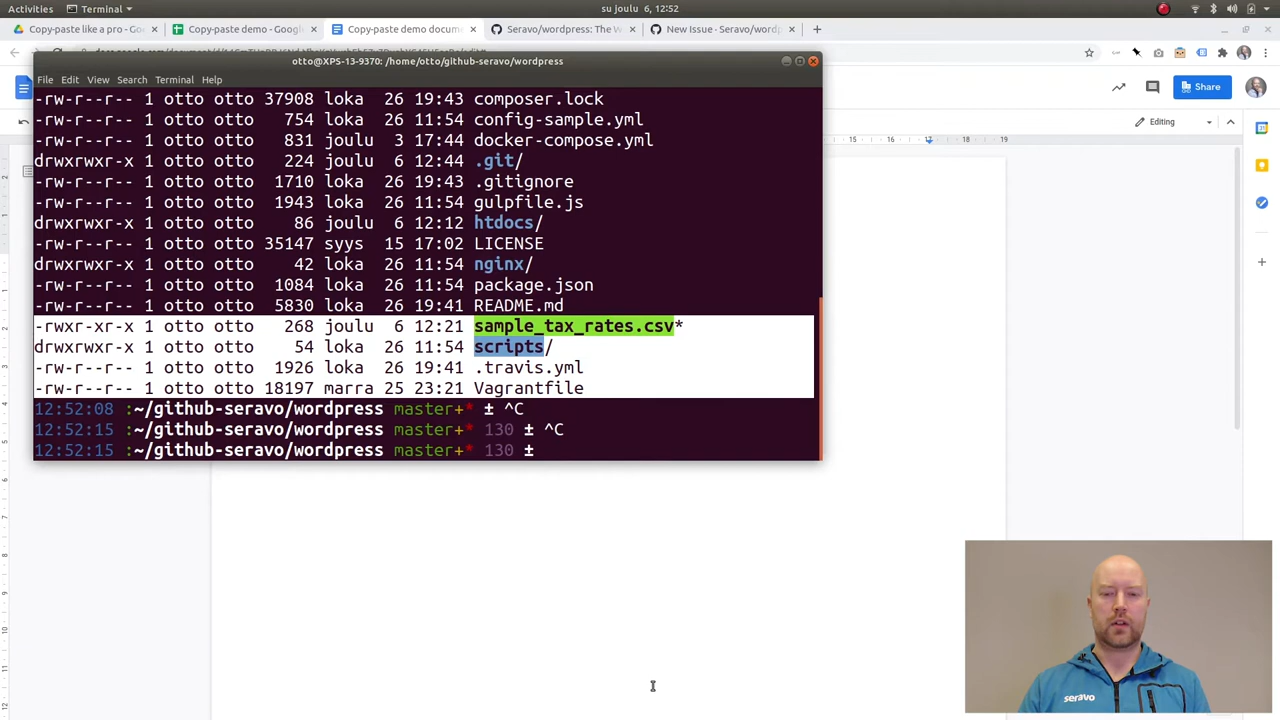 Activities
Terminal
su joulu 6, 12:52
Copy-paste like a pro - G
Copy-paste demo - Google
Copy-paste demo documen
Seravo/wordpress: The W
New Issue - Seravo/wordp
otto@XPS-13-9370: /home/otto/github-seravo/wordpress
File Edit View Search Terminal Help
Share
Editing
15 16 17 18 19
-rw-r--r-- 1 otto otto 37908 loka 26 19:43 composer.lock
-rw-r--r-- 1 otto otto 754 loka 26 11:54 config-sample.yml
-rw-r--r-- 1 otto otto 831 joulu 3 17:44 docker-compose.yml
drwxrwxr-x 1 otto otto 224 joulu 6 12:44 .git/
-rw-r--r-- 1 otto otto 1710 loka 26 19:43 .gitignore
-rw-r--r-- 1 otto otto 1943 loka 26 11:54 gulpfile.js
drwxrwxr-x 1 otto otto 86 joulu 6 12:12 htdocs/
-rw-r--r-- 1 otto otto 35147 syys 15 17:02 LICENSE
drwxrwxr-x 1 otto otto 42 loka 26 11:54 nginx/
-rw-r--r-- 1 otto otto 1084 loka 26 11:54 package.json
-rw-r--r-- 1 otto otto 5830 loka 26 19:41 README.md
-rwxr-xr-x 1 otto otto 268 joulu 6 12:21 sample_tax_rates.csv*
drwxrwxr-x 1 otto otto 54 loka 26 11:54 scripts/
-rw-r--r-- 1 otto otto 1926 loka 26 19:41 .travis.yml
-rw-r--r-- 1 otto otto 18197 marra 25 23:21 Vagrantfile
12:52:08 :~/github-seravo/wordpress master+* ± ^C
12:52:15 :~/github-seravo/wordpress master+* 130 ± ^C
12:52:15 :~/github-seravo/wordpress master+* 130 ±
seravo